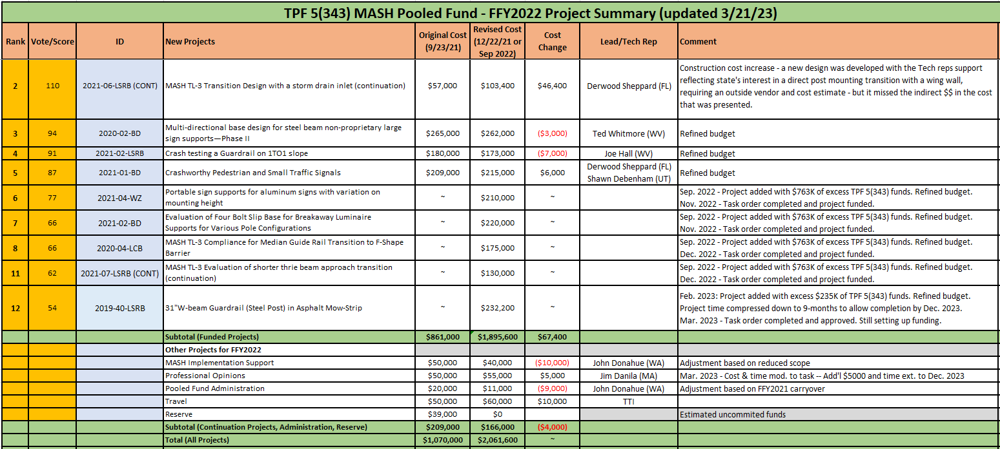 TPF 5(343) MASH Pooled Fund - FFY2022 Project Summary (updated 3/21/23)
Rank Vote/Score ID New Projects Original Cost (9/23/21) Revised Cost (12/22/21 or Sep 2022) Cost Change Lead/Tech Rep Comment
2 110 2021-06-LSRB (CONT) MASH TL-3 Transition Design with a storm drain inlet (continuation) $57,000 $103,400 $46,400 Derwood Sheppard (FL)
Construction cost increase - a new design was developed with the Tech reps support
reflecting state's interest in a direct post mounting transition with a wing wall,
requiring an outside vendor and cost estimate - but it missed the indirect $$ in the cost
that was presented.
3 94 2020-02-BD Multi-directional base design for steel beam non-proprietary large
sign supports—Phase II $265,000 $262,000 ($3,000) Ted Whitmore (WV) Refined budget
4 91 2021-02-LSRB Crash testing a Guardrail on 1TO1 slope $180,000 $173,000 ($7,000) Joe Hall (WV) Refined budget
5 87 2021-01-BD Crashworthy Pedestrian and Small Traffic Signals $209,000 $215,000 $6,000 Derwood Sheppard (FL)
Shawn Debenham (UT) Refined budget
6 77 2021-04-WZ Portable sign supports for aluminum signs with variation on
mounting height ~ $210,000 ~ Sep. 2022 - Project added with $763K of excess TPF 5(343) funds. Refined budget.
Nov. 2022 - Task order completed and project funded.
7 66 2021-02-BD Evaluation of Four Bolt Slip Base for Breakaway Luminaire
Supports for Various Pole Configurations ~ $220,000 ~ Sep. 2022 - Project added with $763K of excess TPF 5(343) funds. Refined budget.
Nov. 2022 - Task order completed and project funded.
8 66 2020-04-LCB MASH TL-3 Compliance for Median Guide Rail Transition to F-Shape
Barrier ~ $175,000 ~ Sep. 2022 - Project added with $763K of excess TPF 5(343) funds. Refined budget.
Dec. 2022 - Task order completed and project funded.
11 62 2021-07-LSRB (CONT) MASH TL-3 Evaluation of shorter thrie beam approach transition
(continuation) ~ $130,000 ~ Sep. 2022 - Project added with $763K of excess TPF 5(343) funds. Refined budget.
Dec. 2022 - Task order completed and project funded.
12 54 2019-40-LSRB 31"W-beam Guardrail (Steel Post) in Asphalt Mow-Strip ~ $232,200 ~
Feb. 2023: Project added with excess $235K of TPF 5(343) funds. Refined budget.
Project time compressed down to 9-months to allow completion by Dec. 2023.
Mar. 2023 - Task order completed and approved. Still setting up funding.
Subtotal (Funded Projects) $861,000 $1,895,600 $67,400
Other Projects for FFY2022
MASH Implementation Support $50,000 $40,000 ($10,000) John Donahue (WA) Adjustment based on reduced scope
Professional Opinions $50,000 $55,000 $5,000 Jim Danila (MA) Mar. 2023 - Cost & time mod. to task -- Add'l $5000 and time ext. to Dec. 2023
Pooled Fund Administration $20,000 $11,000 ($9,000) John Donahue (WA) Adjustment based on FFY2021 carryover
Travel $50,000 $60,000 $10,000 TTI
Reserve $39,000 $0 Estimated uncommited funds
Subtotal (Continuation Projects, Administration, Reserve) $209,000 $166,000 ($4,000)
Total (All Projects) $1,070,000 $2,061,600 ~